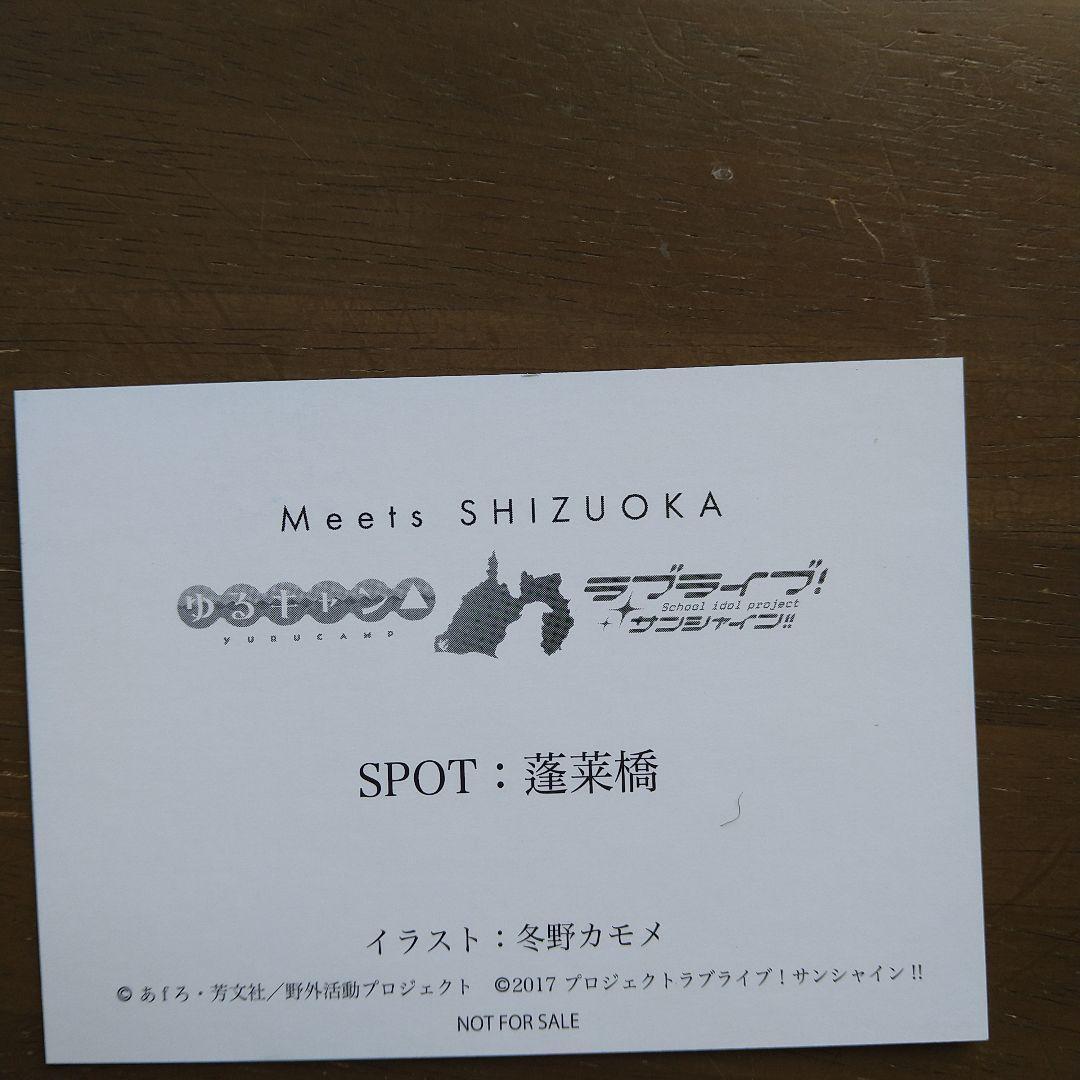 Meets SHIZUOKA
ゆるキャン△
YURUCAMP
ラブライブ!
School idol project
サンシャイン!!
SPOT：蓬莱橋
イラスト：冬野カモメ
© あfろ・芳文社／野外活動プロジェクト ©2017 プロジェクトラブライブ！サンシャイン!!
NOT FOR SALE